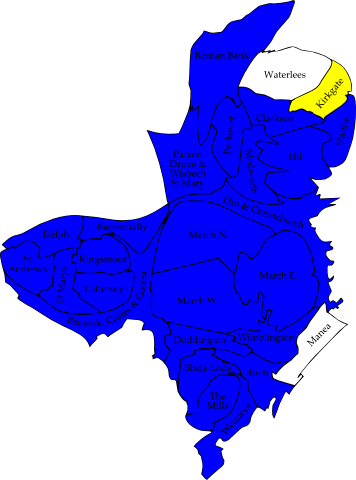 Roman Bank
Waterlees
Kirkgate
Clarkson
Staithe
Peckover
Medworth
Hill
Parson
Drove &
Wisbech
St Mary
Elm & Christchurch
Bassenhally
Delph
March N.
St
Andrews
Kingsmoor
March E.
St Marys
Lattersey
March W.
Benwick, Coates & Eastrea
Doddington
Wimblington
Manea
Slade Lode
Birch
The
Mills
Wenneye